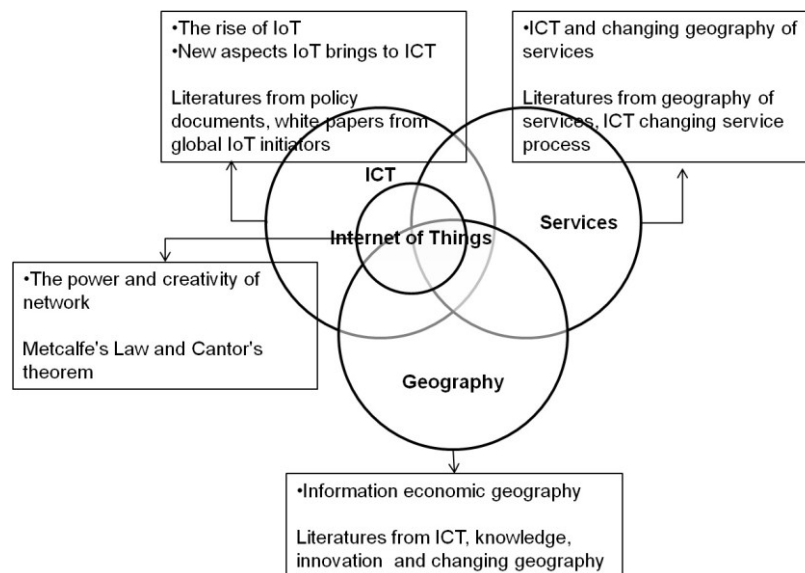 •The rise of IoT
•New aspects IoT brings to ICT
Literatures from policy
documents, white papers from
global IoT initiators
•ICT and changing geography of
services
Literatures from geography of
services, ICT changing service
process
ICT
Services
Internet of Things
•The power and creativity of
network
Metcalfe's Law and Cantor's
theorem
Geography
•Information economic geography
Literatures from ICT, knowledge,
innovation and changing geography